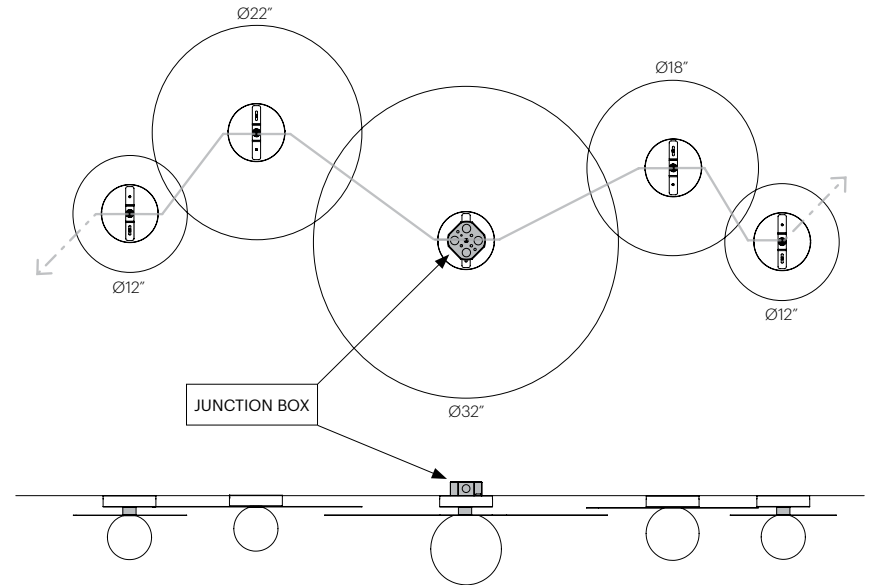 Ø22”
Ø18”
Ø12”
Ø12”
JUNCTION BOX
Ø32”